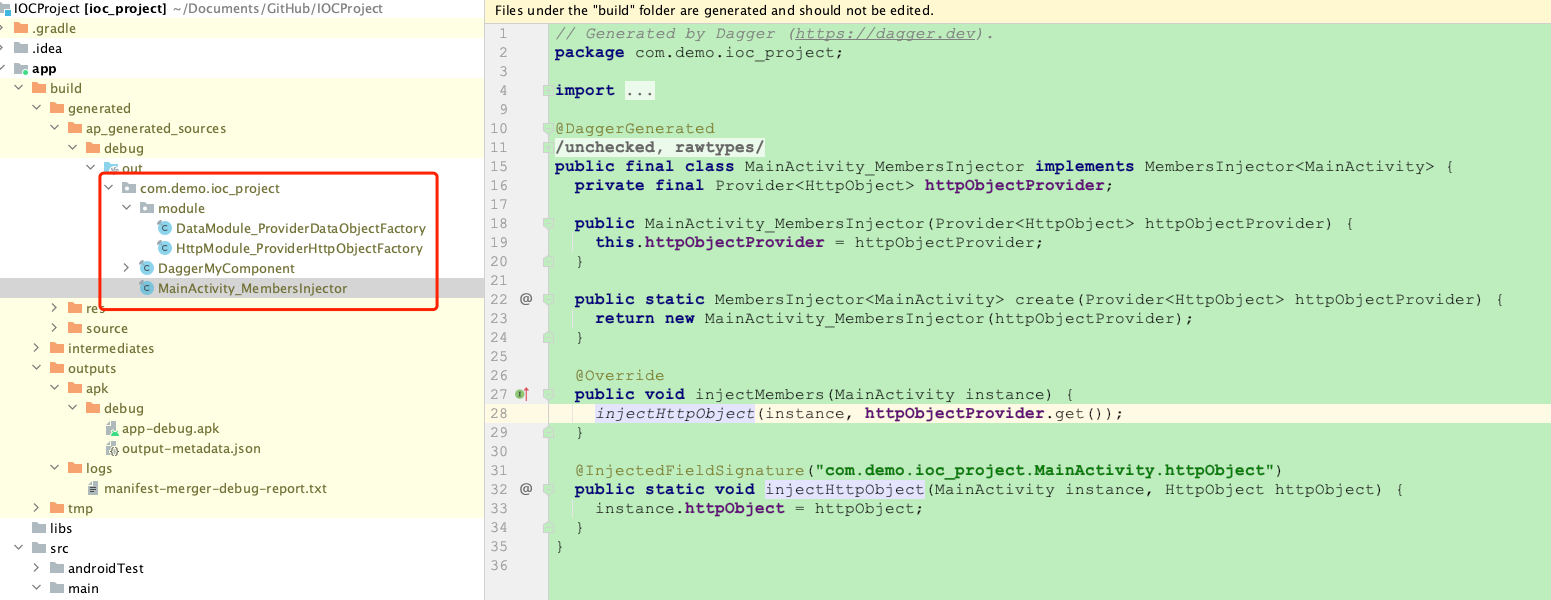 IOCProject [ioc_project] ~/Documents/GitHub/IOCProject
.gradle
.idea
app
build
generated
ap_generated_sources
debug
out
com.demo.ioc_project
module
DataModule_ProviderDataObjectFactory
HttpModule_ProviderHttpObjectFactory
DaggerMyComponent
MainActivity_MembersInjector
res
source
intermediates
outputs
apk
debug
app-debug.apk
output-metadata.json
logs
manifest-merger-debug-report.txt
tmp
libs
src
androidTest
main
Files under the "build" folder are generated and should not be edited.
1 // Generated by Dagger (https://dagger.dev).
2 package com.demo.ioc_project;
3
4 import ...
9
10 @DaggerGenerated
11 /unchecked, rawtypes/
15 public final class MainActivity_MembersInjector implements MembersInjector<MainActivity> {
16 private final Provider<HttpObject> httpObjectProvider;
17
18 public MainActivity_MembersInjector(Provider<HttpObject> httpObjectProvider) {
19 this.httpObjectProvider = httpObjectProvider;
20 }
21
22 @ public static MembersInjector<MainActivity> create(Provider<HttpObject> httpObjectProvider) {
23 return new MainActivity_MembersInjector(httpObjectProvider);
24 }
25
26 @Override
27 public void injectMembers(MainActivity instance) {
28 injectHttpObject(instance, httpObjectProvider.get());
29 }
30
31 @InjectedFieldSignature("com.demo.ioc_project.MainActivity.httpObject")
32 @ public static void injectHttpObject(MainActivity instance, HttpObject httpObject) {
33 instance.httpObject = httpObject;
34 }
35 }
36